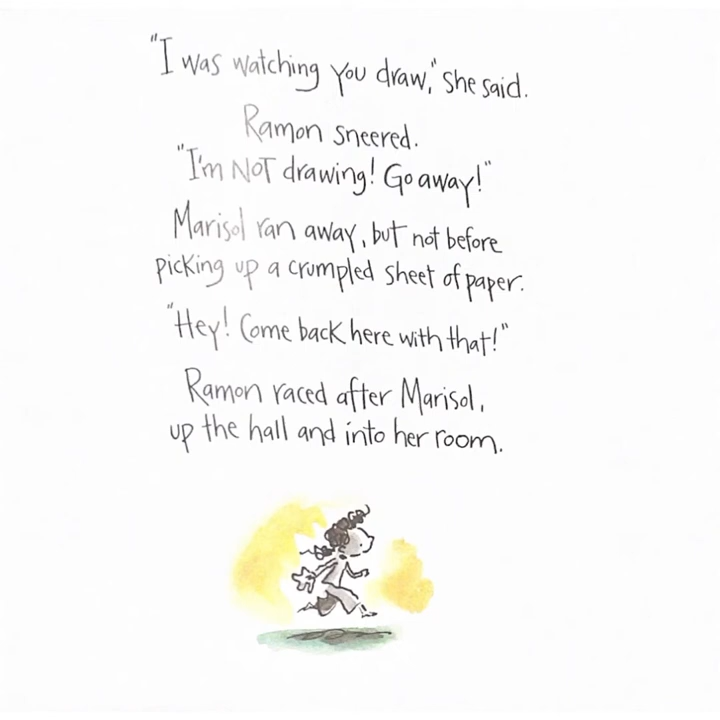 "I was watching you draw," she said.
Ramon sneered.
"I'm NOT drawing! Go away!"
Marisol ran away, but not before
picking up a crumpled sheet of paper.
"Hey! Come back here with that!"
Ramon raced after Marisol,
up the hall and into her room.